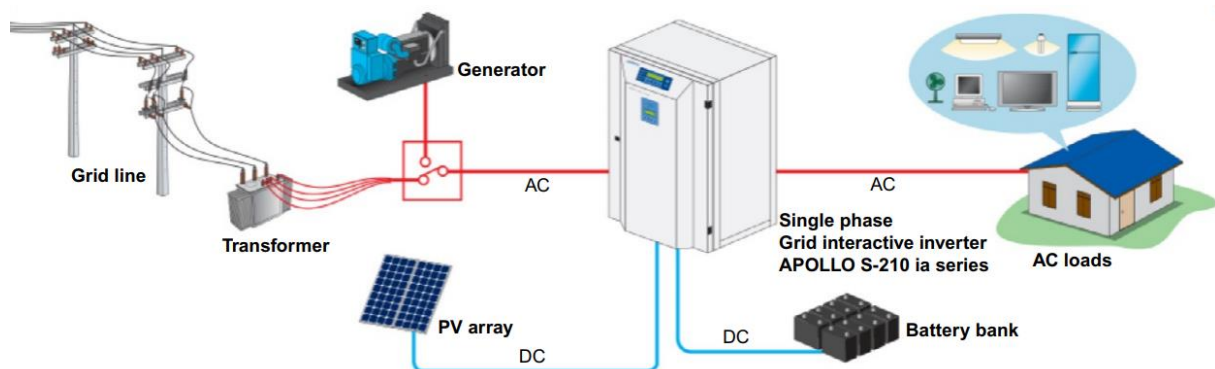 Generator
Grid line
AC
AC
Transformer
Single phase
Grid interactive inverter
APOLLO S-210 ia series
AC loads
PV array
Battery bank
DC
DC